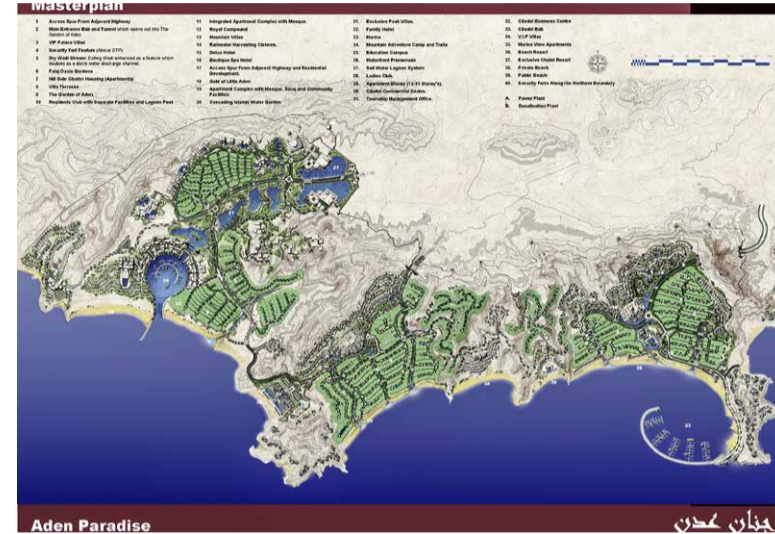 Masterplan
1 Access Spur From Adjacent Highway
2 Main Entrance Bab and Tunnel which opens out into The
Garden of Aden.
3 VIP Palace Villas
4 Security Fort Feature (above STP)
5 Dry Wadi Stream. Exiting Wadi enhanced as a feature which
doubles as a storm water discharge channel.
6 Falaj Oasis Gardens
7 Hill Side Cluster Housing (Apartments)
8 Villa Terraces
9 The Garden of Aden.
10 Residents' Club with Separate Facilities and Lagoon Pool.
11 Integrated Apartment Complex with Mosque.
12 Royal Compound
13 Mountain Villas
14 Rainwater Harvesting Cisterns.
15 Deluxe Hotel
16 Boutique Spa Hotel
17 Access Spur From Adjacent Highway and Residential
Development.
18 Gate of Little Aden.
19 Apartment Complex with Mosque, Souq and Community
Facilities
20 Cascading Islamic Water Garden
21. Exclusive Peak Villas.
22. Family Hotel
23. Marina
24. Mountain Adventure Camp and Trails
25. Education Campus
26. Waterfront Promenade
27. Salt Water Lagoon System
28. Ladies Club.
29. Apartment Blocks (12-11 Storey's).
30. Citadel Commercial Centre.
31. Township Management Office.
32. Citadel Business Centre
33. Citadel Bab
34. V.I.P Villas
35. Marina View Apartments
36. Beach Resort
37. Exclusive Chalet Resort
38. Private Beach
39. Public Beach
40. Security Forts Along the Northern Boundary
A. Power Plant
B. Desalination Plant
Aden Paradise
جنان عدن